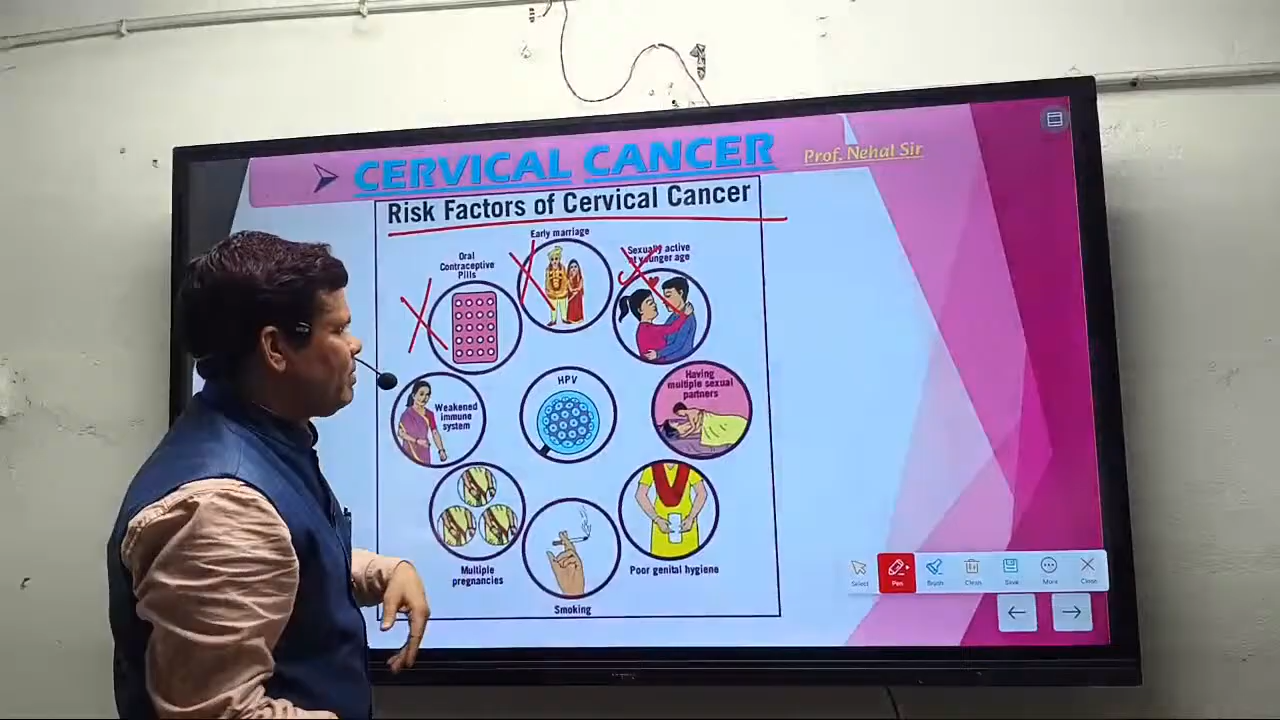 CERVICAL CANCER
Prof. Nehal Sir
Risk Factors of Cervical Cancer
Early marriage
Oral
Contraceptive
Pills
Sexually active
at younger age
Weakened
immune
system
HPV
Having
multiple sexual
partners
Multiple
pregnancies
Smoking
Poor genital hygiene
Select
Pen
Brush
Clean
Save
More
Close